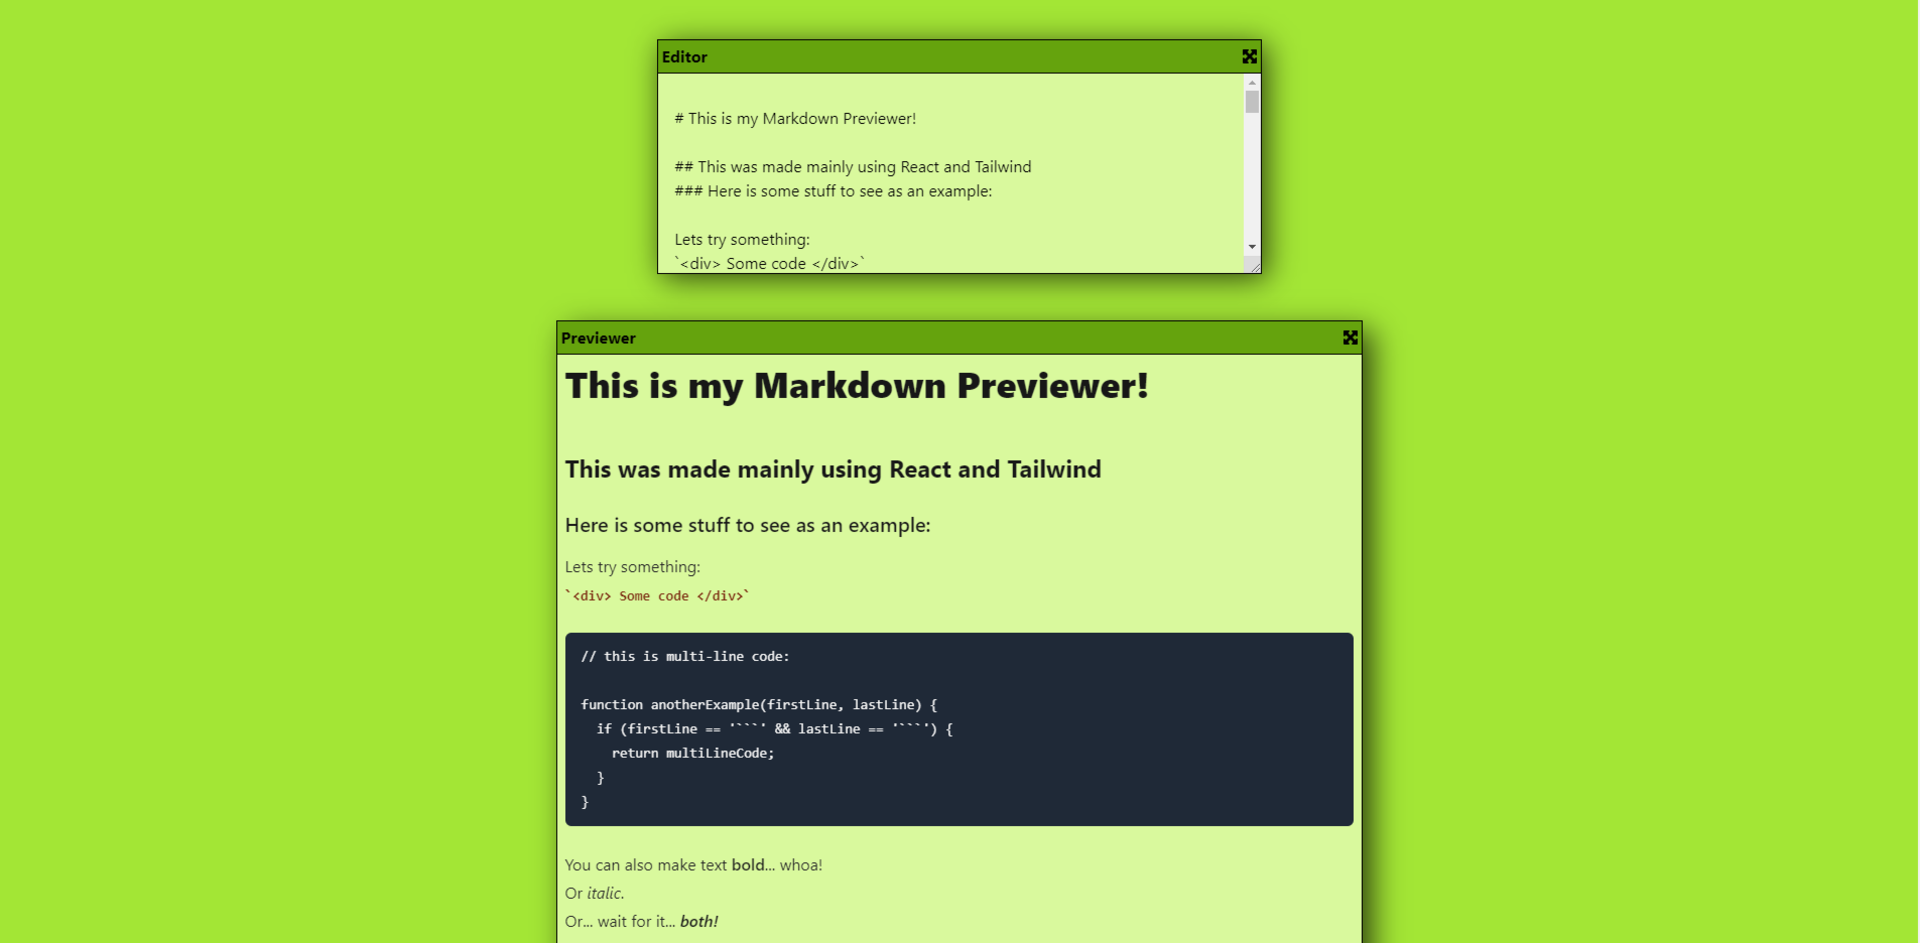 Editor
# This is my Markdown Previewer!
## This was made mainly using React and Tailwind
### Here is some stuff to see as an example:
Lets try something:
`<div> Some code </div>`
Previewer
This is my Markdown Previewer!
This was made mainly using React and Tailwind
Here is some stuff to see as an example:
Lets try something:
`<div> Some code </div>`
// this is multi-line code:
function anotherExample(firstLine, lastLine) {
  if (firstLine == '```' && lastLine == '```') {
    return multiLineCode;
  }
}
You can also make text bold... whoa!
Or italic.
Or... wait for it... both!